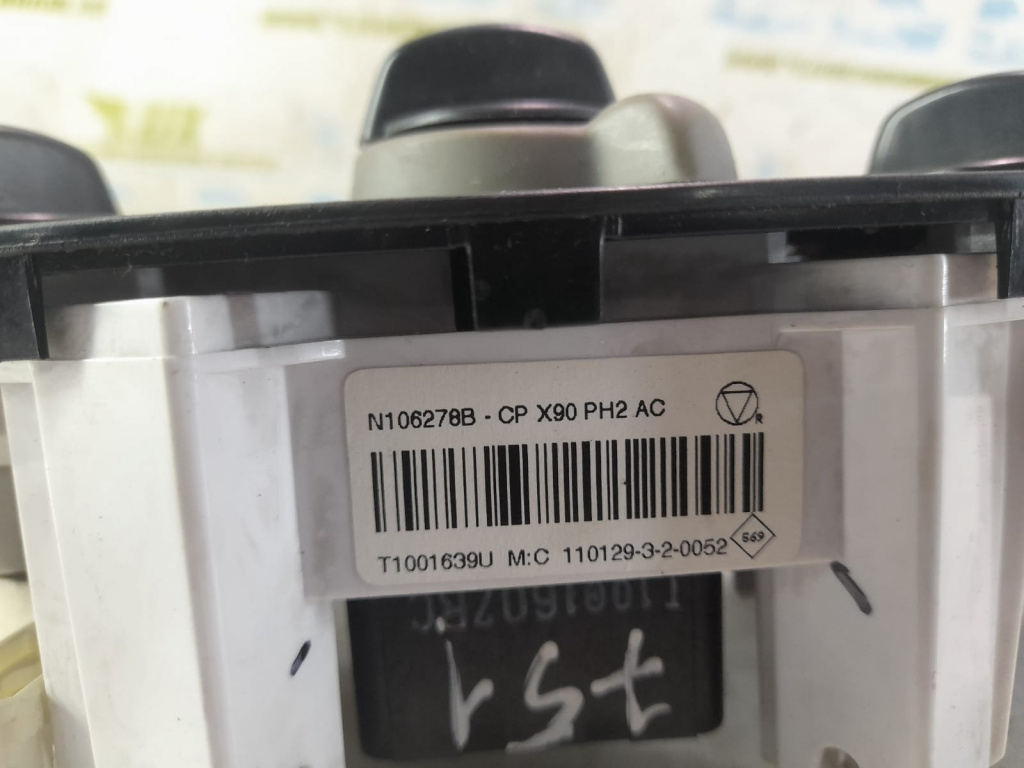 N106278B - CP X90 PH2 AC
R
T1001639U M:C 110129-3-2-0052
569